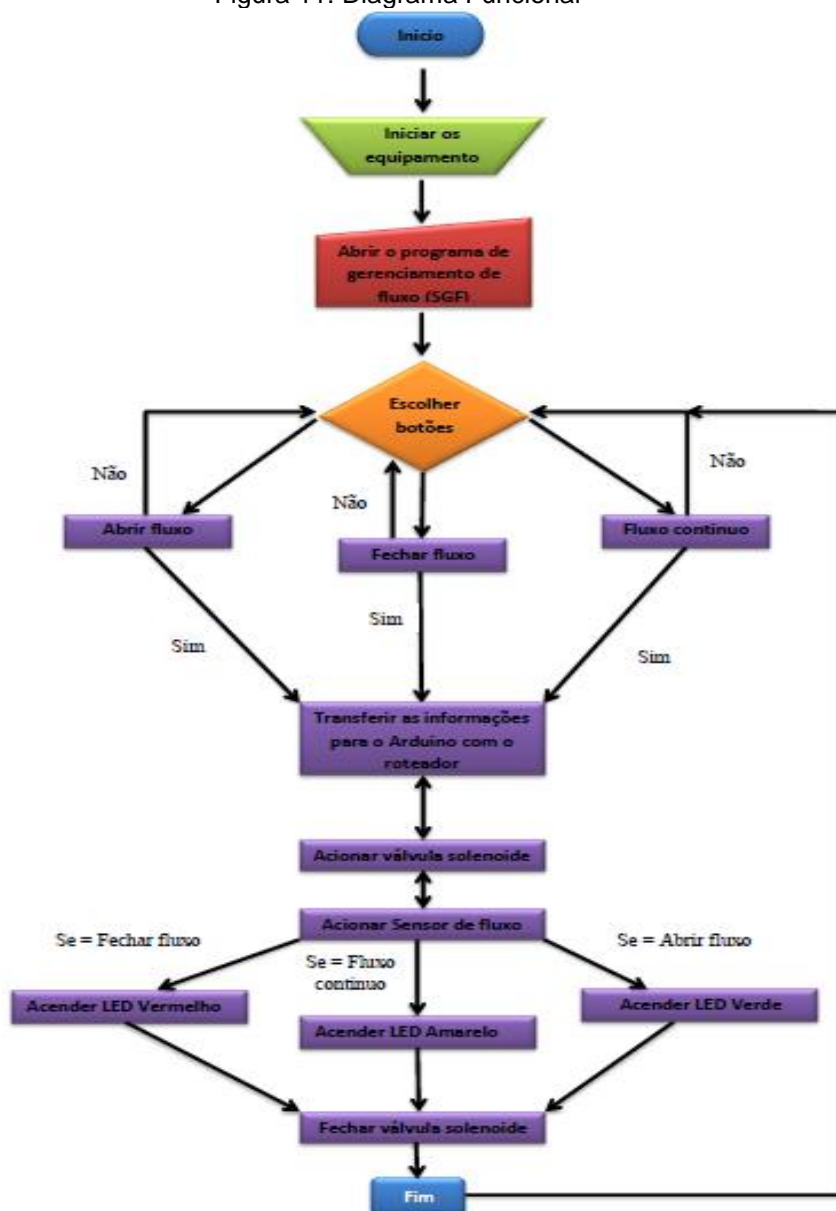 Figura 11: Diagrama Funcional
Inicio
Iniciar os
equipamento
Abrir o programa de
gerenciamento de
fluxo (SGF)
Escolher
botões
Não
Não
Não
Abrir fluxo
Fechar fluxo
Fluxo continuo
Sim
Sim
Sim
Transferir as informações
para o Arduino com o
roteador
Acionar válvula solenoide
Acionar Sensor de fluxo
Se = Fechar fluxo
Se = Fluxo
continuo
Se = Abrir fluxo
Acender LED Vermelho
Acender LED Amarelo
Acender LED Verde
Fechar válvula solenoide
Fim